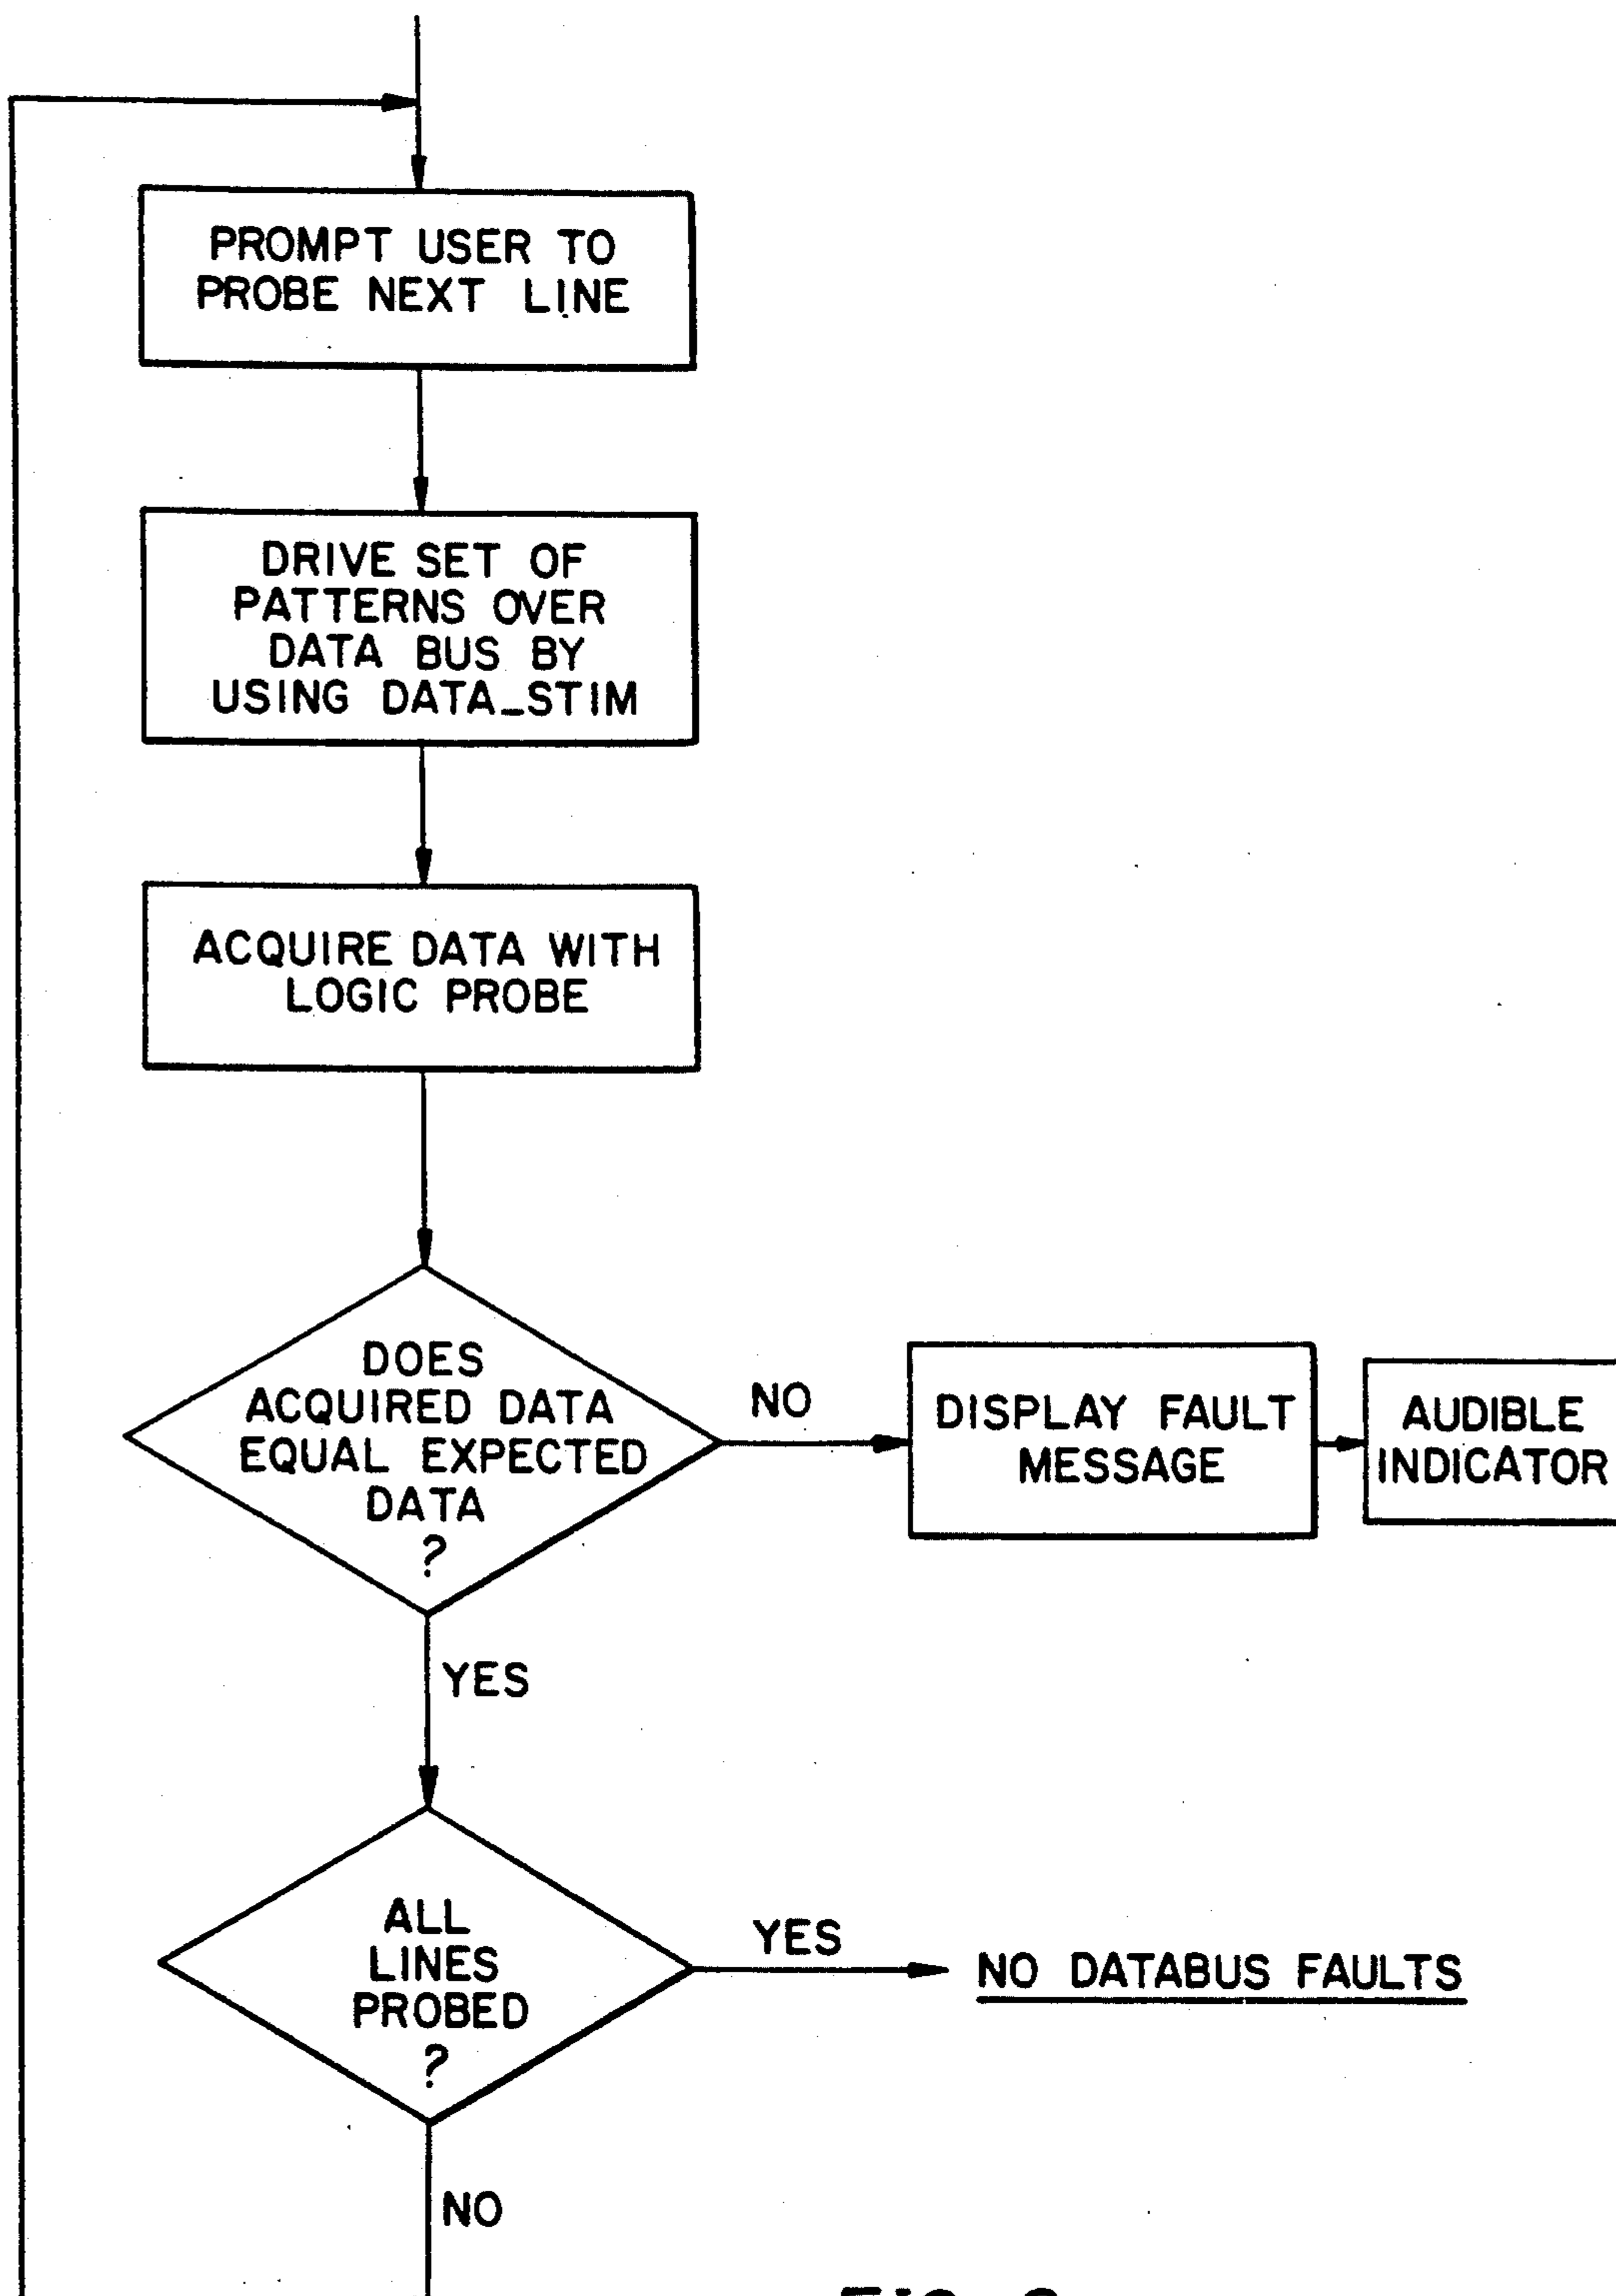 PROMPT USER TO
PROBE NEXT LINE
DRIVE SET OF
PATTERNS OVER
DATA BUS BY
USING DATA_STIM
ACQUIRE DATA WITH
LOGIC PROBE
DOES
ACQUIRED DATA
EQUAL EXPECTED
DATA
?
NO
DISPLAY FAULT
MESSAGE
AUDIBLE
INDICATOR
YES
ALL
LINES
PROBED
?
YES
NO DATABUS FAULTS
NO